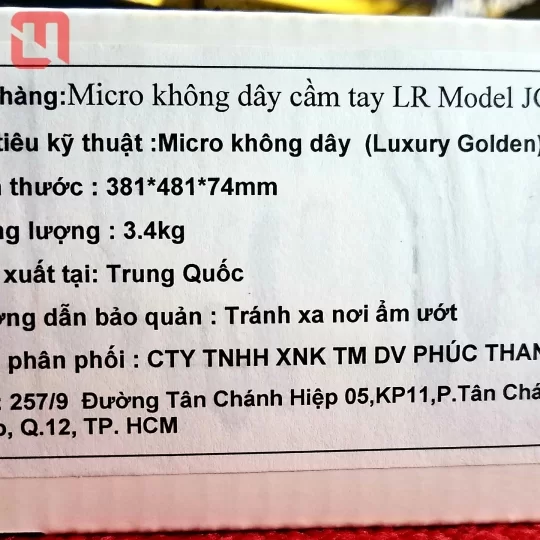 hàng:Micro không dây cầm tay LR Model
tiêu kỹ thuật :Micro không dây (Luxury Golden)
thước : 381*481*74mm
lượng : 3.4kg
xuất tại: Trung Quốc
dẫn bảo quản : Tránh xa nơi ẩm ướt
phân phối : CTY TNHH XNK TM DV PHÚC
: 257/9 Đường Tân Chánh Hiệp 05,KP11,P.Tân
, Q.12, TP. HCM